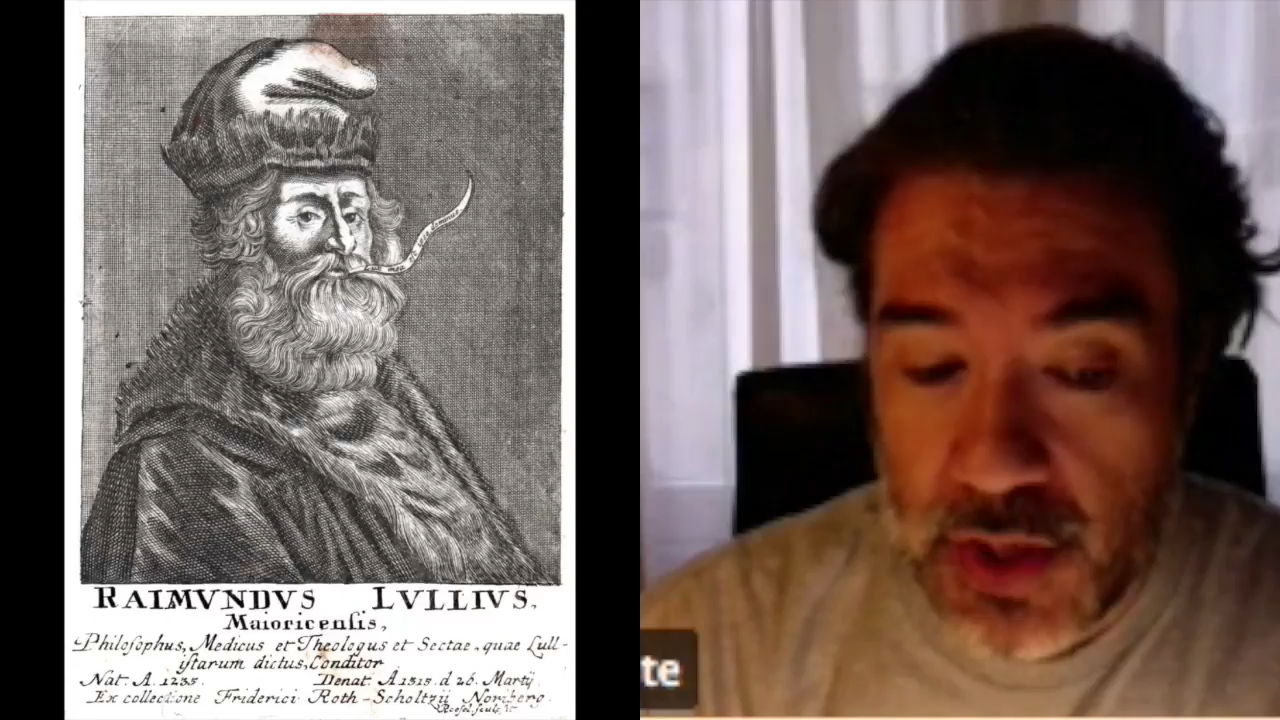 RAIMVNDVS LVLLIVS,
Maioricensis,
Philosophus, Medicus et Theologus et Sectae, quae Lull-
istarum dictus, Conditor
Nat. A. 1235. Denat. A. 1315. d 26. Martij
Ex collectione Friderici Roth-Scholtzii Noriberg.
te